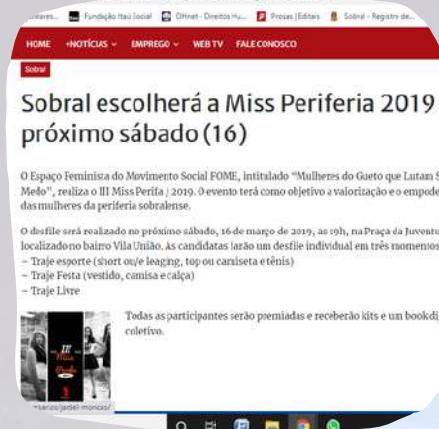 Fundação Itaú Social Prosas | Editais Sobral - Registro de...
HOME +NOTÍCIAS EMPREGO WEB TV FALE CONOSCO
Sobral
Sobral escolherá a Miss Periferia 2019
próximo sábado (16)
O Espaço Feminista do Movimento Social FOME, intitulado “Mulheres do Gueto que Lutam S
Medo”, realiza o III Miss Perifa / 2019. O evento terá como objetivo a valorização e o empode
das mulheres da periferia sobralense.
O desfile será realizado no próximo sábado, 16 de março de 2019, as 19h, na Praça da Juventu
localizado no bairro Vila União. As candidatas farão um desfile individual em três momentos
– Traje esporte (short ou/e leaging, top ou camiseta e tênis)
– Traje Festa (vestido, camisa e calça)
– Traje Livre
Todas as participantes serão premiadas e receberão kits e um book di
coletivo.
III
Miss